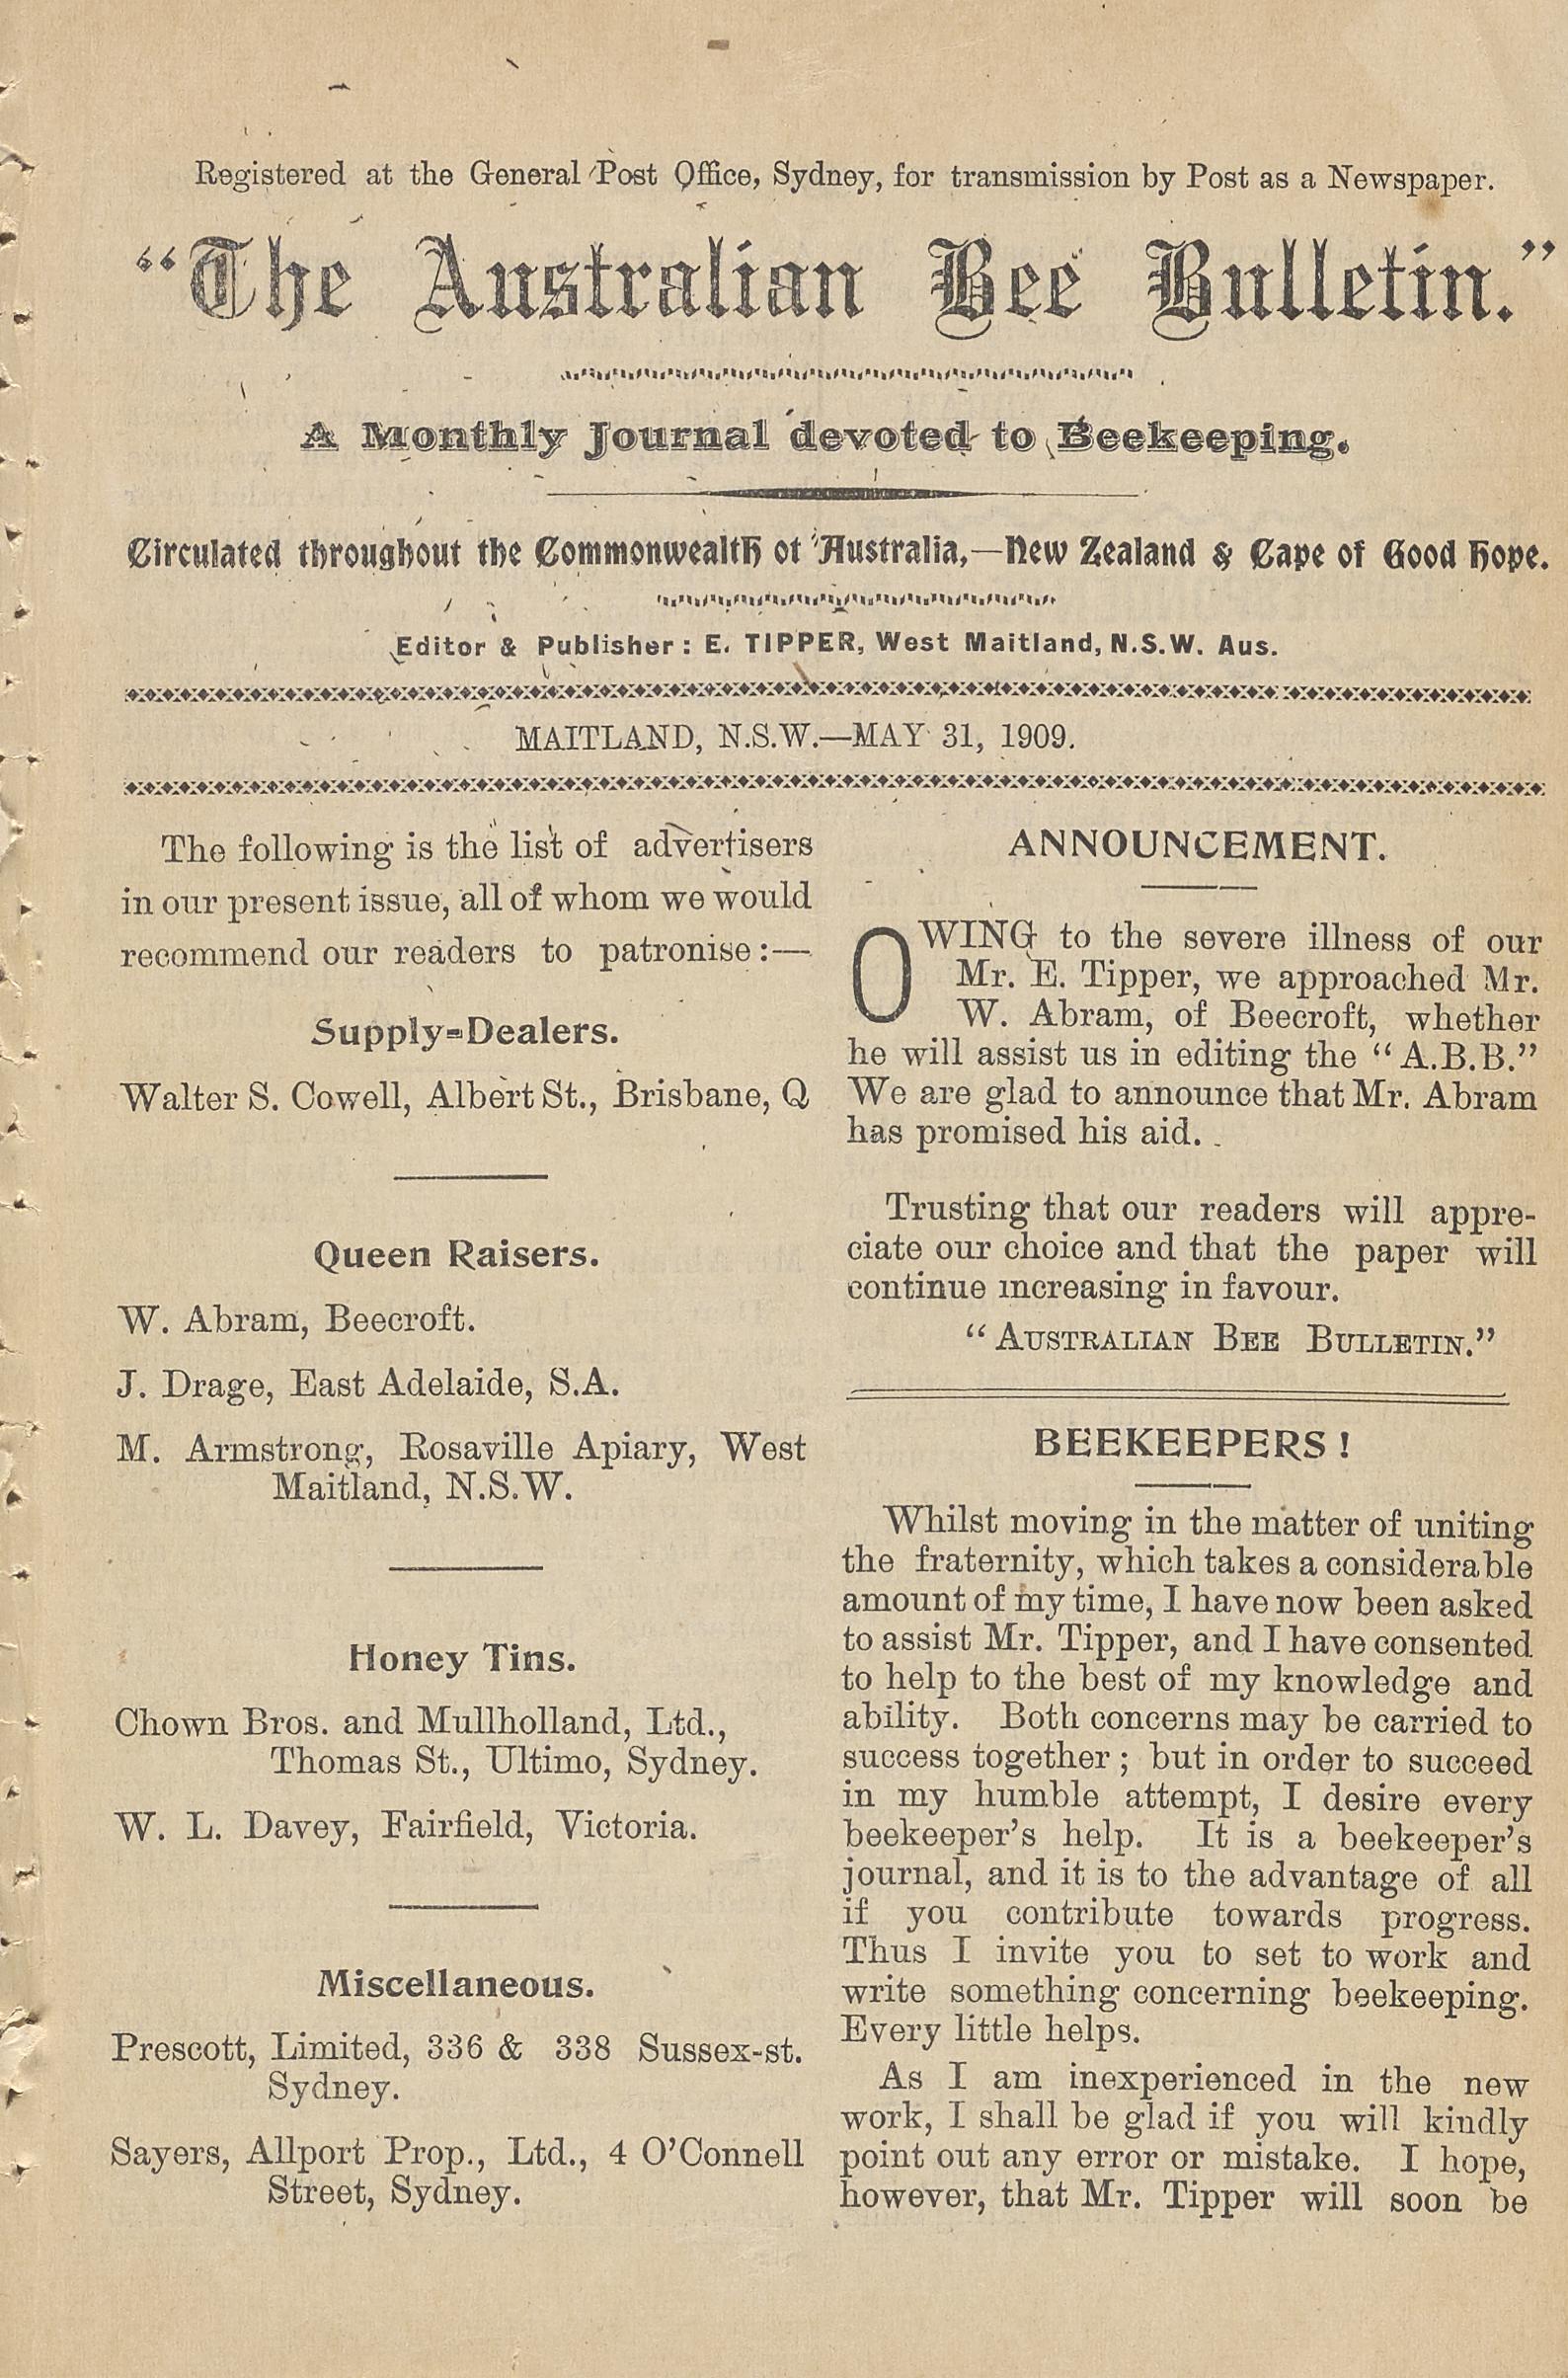 Registered at the General Post Office, Sydney, for transmission by Post as a Newspaper.
"The Australian Bee Bulletin."
A Monthly Journal devoted to Beekeeping.
Circulated throughout the Commonwealth ot Australia,—New Zealand & Cape of Good Hope.
Editor & Publisher: E. TIPPER, West Maitland, N.S.W. Aus.
MAITLAND, N.S.W.—MAY 31, 1909.
The following is the list of advertisers
in our present issue, all of whom we would
recommend our readers to patronise:—
Supply-Dealers.
Walter S. Cowell, Albert St., Brisbane, Q
Queen Raisers.
W. Abram, Beecroft.
J. Drage, East Adelaide, S.A.
M. Armstrong, Rosaville Apiary, West
Maitland, N.S.W.
Honey Tins.
Chown Bros. and Mullholland, Ltd.,
Thomas St., Ultimo, Sydney.
W. L. Davey, Fairfield, Victoria.
Miscellaneous.
Prescott, Limited, 336 & 338 Sussex-st.
Sydney.
Sayers, Allport Prop., Ltd., 4 O'Connell
Street, Sydney.
ANNOUNCEMENT.
OWING to the severe illness of our
Mr. E. Tipper, we approached Mr.
W. Abram, of Beecroft, whether
he will assist us in editing the "A.B.B."
We are glad to announce that Mr. Abram
has promised his aid.
Trusting that our readers will appre-
ciate our choice and that the paper will
continue increasing in favour.
"AUSTRALIAN BEE BULLETIN."
BEEKEEPERS!
Whilst moving in the matter of uniting
the fraternity, which takes a considerable
amount of my time, I have now been asked
to assist Mr. Tipper, and I have consented
to help to the best of my knowledge and
ability. Both concerns may be carried to
success together; but in order to succeed
in my humble attempt, I desire every
beekeeper's help. It is a beekeeper's
journal, and it is to the advantage of all
if you contribute towards progress.
Thus I invite you to set to work and
write something concerning beekeeping.
Every little helps.
As I am inexperienced in the new
work, I shall be glad if you will kindly
point out any error or mistake. I hope,
however, that Mr. Tipper will soon be